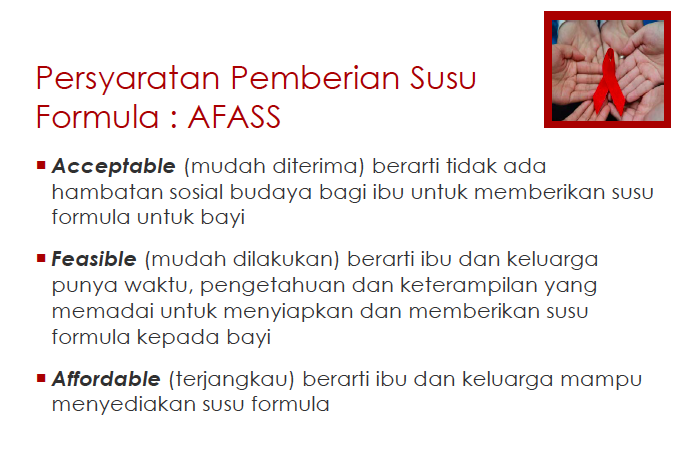 Persyaratan Pemberian Susu
Formula : AFASS
Acceptable (mudah diterima) berarti tidak ada
hambatan sosial budaya bagi ibu untuk memberikan susu
formula untuk bayi
Feasible (mudah dilakukan) berarti ibu dan keluarga
punya waktu, pengetahuan dan keterampilan yang
memadai untuk menyiapkan dan memberikan susu
formula kepada bayi
Affordable (terjangkau) berarti ibu dan keluarga mampu
menyediakan susu formula